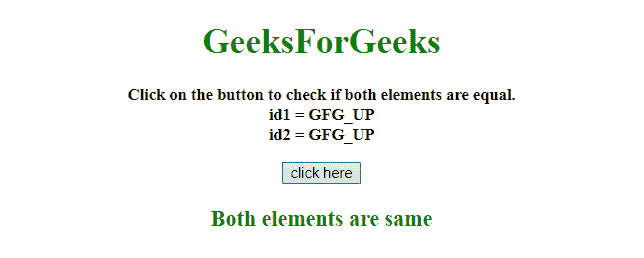 GeeksForGeeks
Click on the button to check if both elements are equal.
id1 = GFG_UP
id2 = GFG_UP
click here
Both elements are same